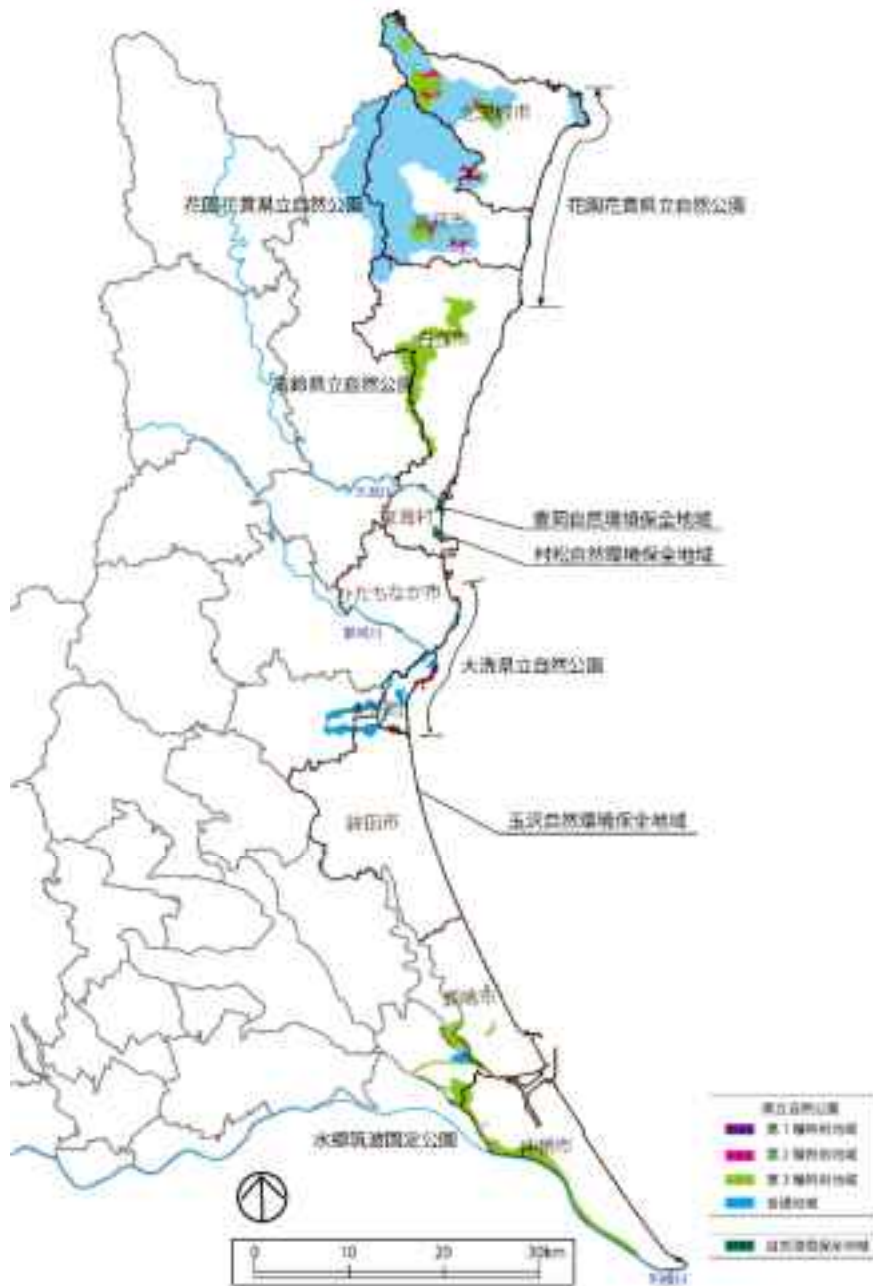 花園花貫県立自然公園
花園花貫県立自然公園
高鈴県立自然公園
久慈川
東海村
豊岡自然環境保全地域
村松自然環境保全地域
ひたちなか市
那珂川
大洗県立自然公園
玉沢自然環境保全地域
鉾田市
鹿嶋市
水郷筑波国定公園
神栖市
県立自然公園
第1種特別地域
第2種特別地域
第3種特別地域
普通地域
自然環境保全地域
0 10 20 30km
利根川